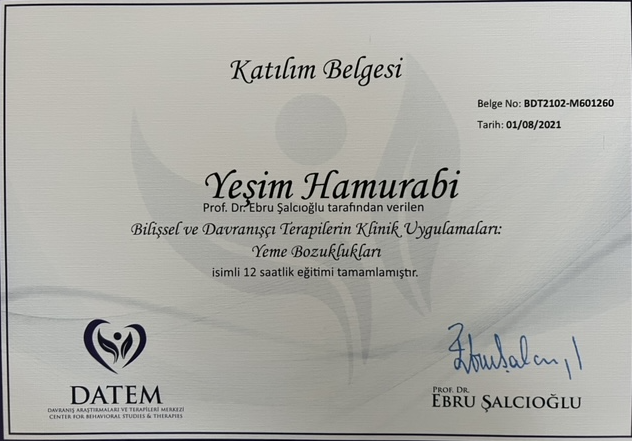 Katılım Belgesi
Belge No: BDT2102-M601260
Tarih: 01/08/2021
Yeşim Hamurabi
Prof. Dr. Ebru Şalcıoğlu tarafından verilen
Bilişsel ve Davranışçı Terapilerin Klinik Uygulamaları:
Yeme Bozuklukları
isimli 12 saatlik eğitimi tamamlamıştır.
DATEM
DAVRANIŞ ARAŞTIRMALARI VE TERAPİLERİ MERKEZİ
CENTER FOR BEHAVIORAL STUDIES & THERAPIES
EbruŞalcı
PROF. DR.
EBRU ŞALCIOĞLU